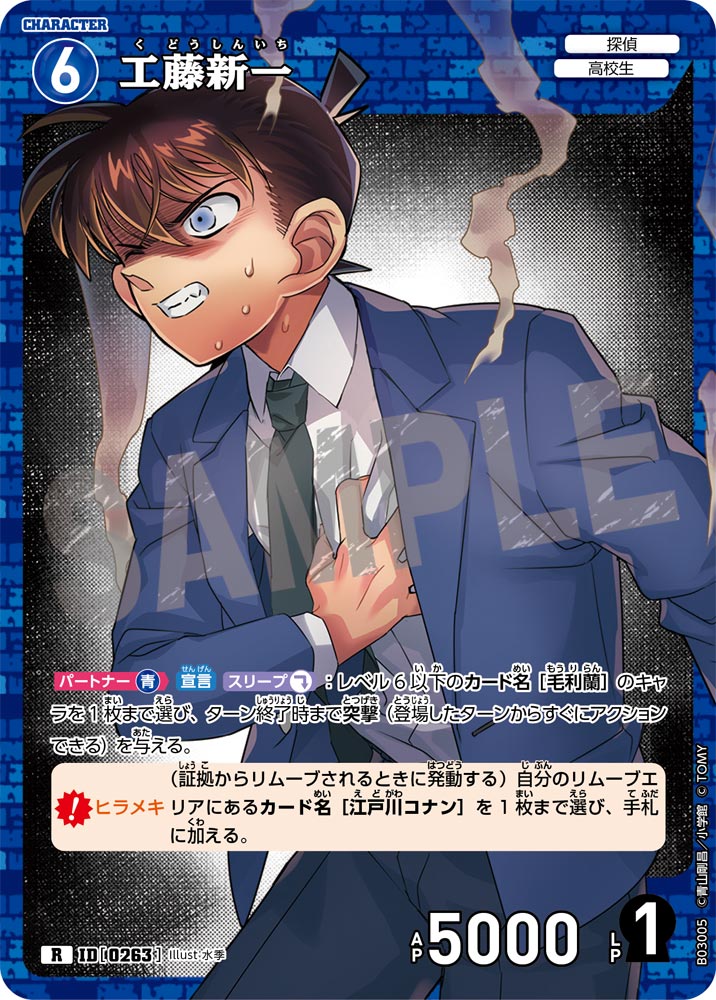 CHARACTER
6
くどうしんいち
工藤新一
探偵
高校生
SAMPLE
パートナー 青 宣言 スリープ :レベル6以下のカード名[毛利蘭]のキャ
ラを1枚まで選び、ターン終了時まで突撃(登場したターンからすぐにアクション
できる)を与える。
(証拠からリムーブされるときに発動する)自分のリムーブエ
ヒラメキ リアにあるカード名[江戸川コナン]を1枚まで選び、手札
に加える。
AP 5000 LP 1
R ID[0263] Illust:水季
B03005 ©青山剛昌/小学館 © TOMY